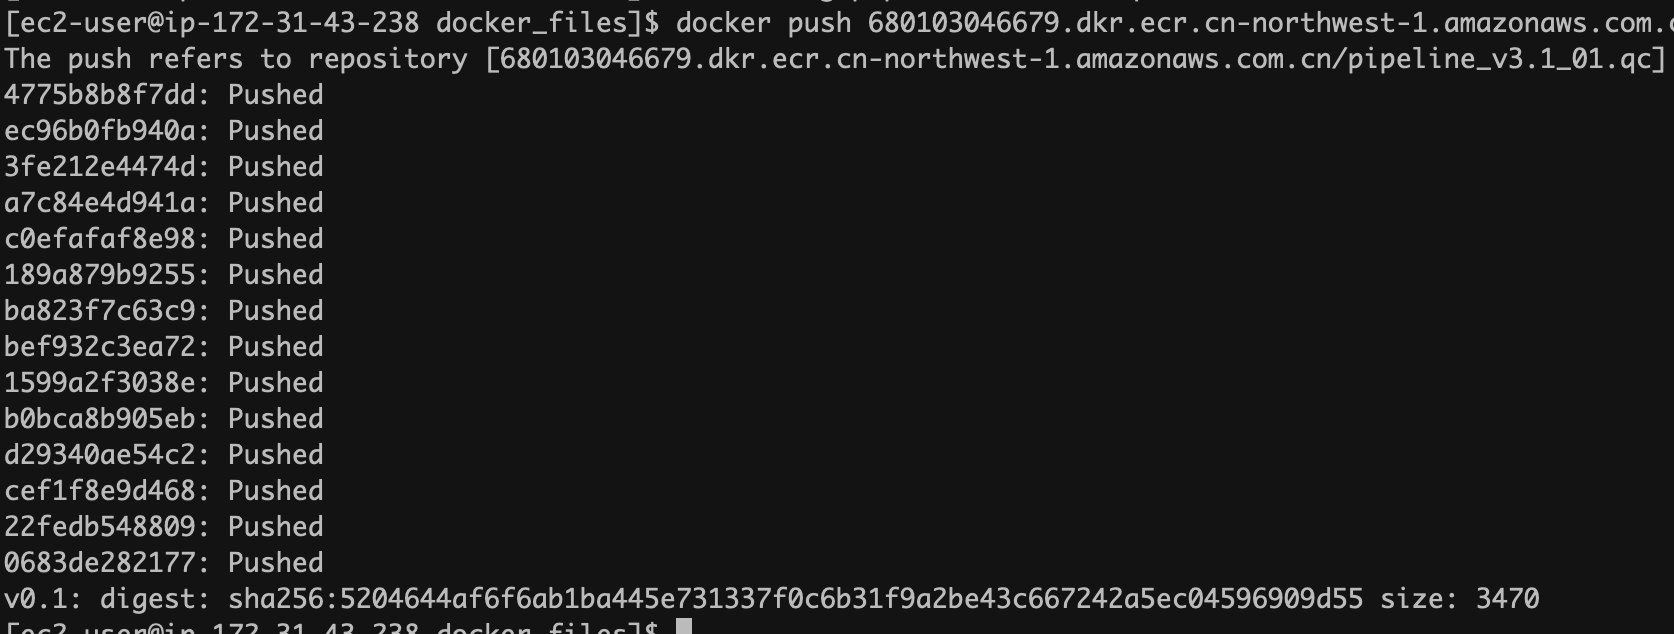 [ec2-user@ip-172-31-43-238 docker_files]$ docker push 680103046679.dkr.ecr.cn-northwest-1.amazonaws.com.c
The push refers to repository [680103046679.dkr.ecr.cn-northwest-1.amazonaws.com.cn/pipeline_v3.1_01.qc]
4775b8b8f7dd: Pushed
ec96b0fb940a: Pushed
3fe212e4474d: Pushed
a7c84e4d941a: Pushed
c0efafaf8e98: Pushed
189a879b9255: Pushed
ba823f7c63c9: Pushed
bef932c3ea72: Pushed
1599a2f3038e: Pushed
b0bca8b905eb: Pushed
d29340ae54c2: Pushed
cef1f8e9d468: Pushed
22fedb548809: Pushed
0683de282177: Pushed
v0.1: digest: sha256:5204644af6f6ab1ba445e731337f0c6b31f9a2be43c667242a5ec04596909d55 size: 3470
[ec2-user@ip-172-31-43-238 docker_files]$